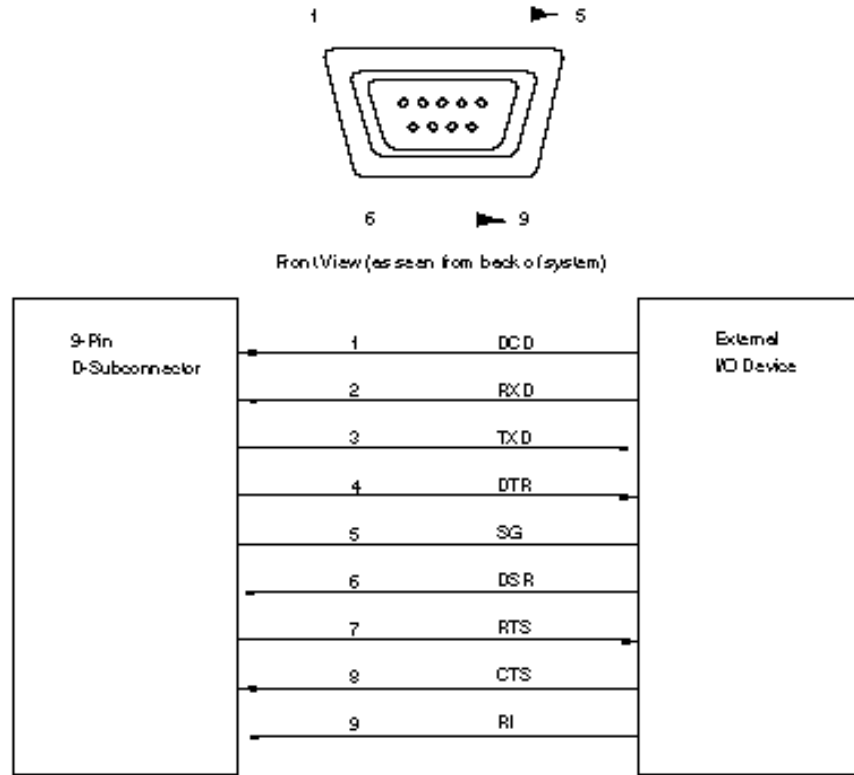 1 5
6 9
Front View (as seen from back of system)
9-Pin
D-Subconnector
External
I/O Device
1 DCD
2 RXD
3 TXD
4 DTR
5 SG
6 DSR
7 RTS
8 CTS
9 RI